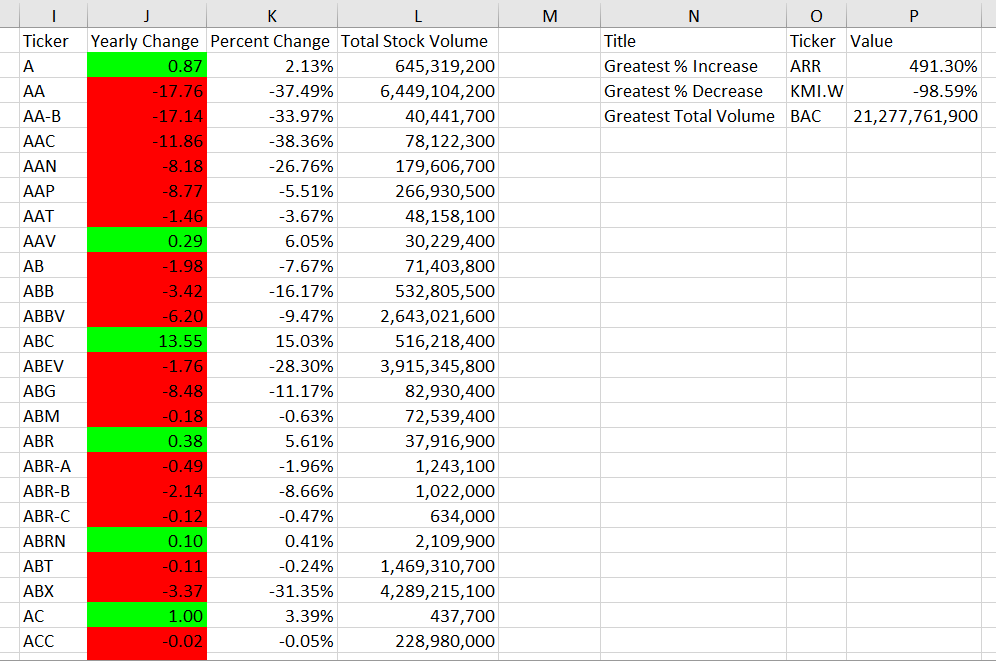 I J K L M N O P
Ticker Yearly Change Percent Change Total Stock Volume Title Ticker Value
A 0.87 2.13% 645,319,200 Greatest % Increase ARR 491.30%
AA -17.76 -37.49% 6,449,104,200 Greatest % Decrease KMI.W -98.59%
AA-B -17.14 -33.97% 40,441,700 Greatest Total Volume BAC 21,277,761,900
AAC -11.86 -38.36% 78,122,300
AAN -8.18 -26.76% 179,606,700
AAP -8.77 -5.51% 266,930,500
AAT -1.46 -3.67% 48,158,100
AAV 0.29 6.05% 30,229,400
AB -1.98 -7.67% 71,403,800
ABB -3.42 -16.17% 532,805,500
ABBV -6.20 -9.47% 2,643,021,600
ABC 13.55 15.03% 516,218,400
ABEV -1.76 -28.30% 3,915,345,800
ABG -8.48 -11.17% 82,930,400
ABM -0.18 -0.63% 72,539,400
ABR 0.38 5.61% 37,916,900
ABR-A -0.49 -1.96% 1,243,100
ABR-B -2.14 -8.66% 1,022,000
ABR-C -0.12 -0.47% 634,000
ABRN 0.10 0.41% 2,109,900
ABT -0.11 -0.24% 1,469,310,700
ABX -3.37 -31.35% 4,289,215,100
AC 1.00 3.39% 437,700
ACC -0.02 -0.05% 228,980,000